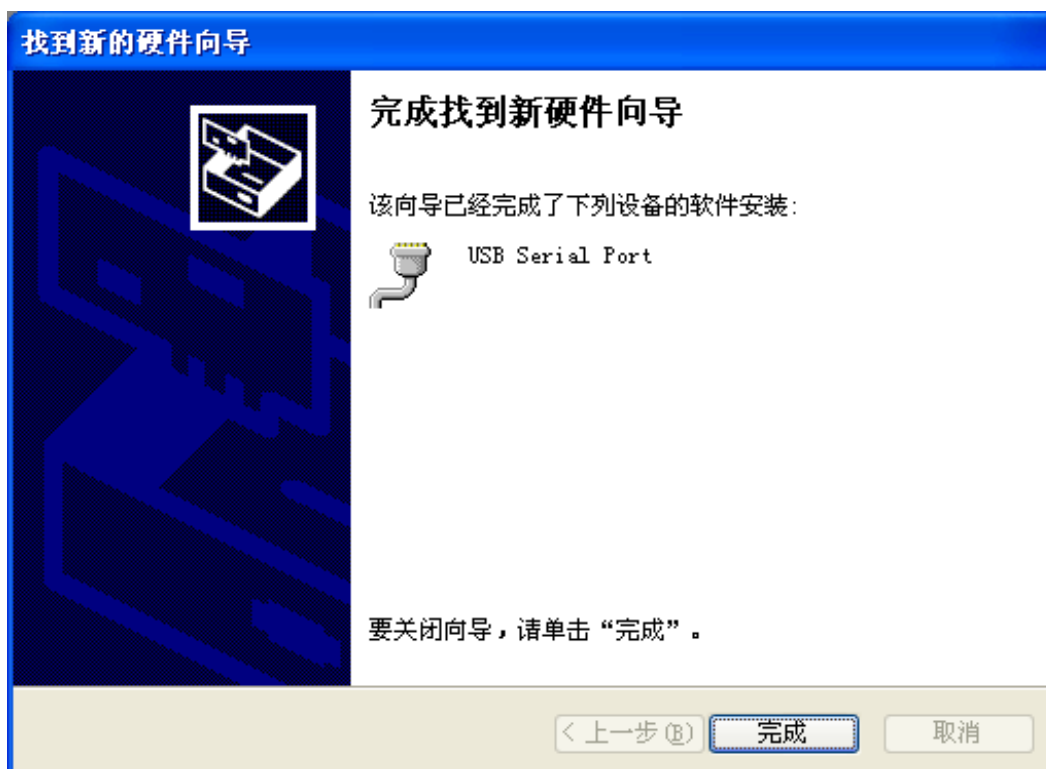 找到新的硬件向导
完成找到新硬件向导
该向导已经完成了下列设备的软件安装:
USB Serial Port
要关闭向导，请单击“完成”。
< 上一步(B) 完成 取消